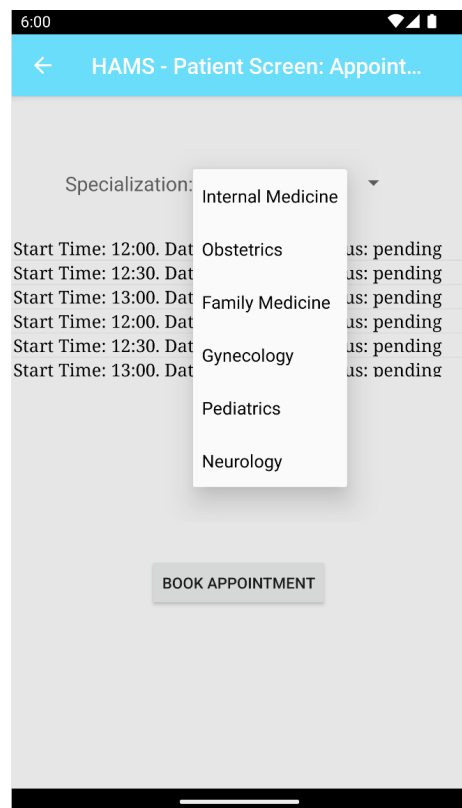 6:00
HAMS - Patient Screen: Appoint...
Specialization:
Internal Medicine
Obstetrics
Family Medicine
Gynecology
Pediatrics
Neurology
Start Time: 12:00. Dat us: pending
Start Time: 12:30. Dat us: pending
Start Time: 13:00. Dat us: pending
Start Time: 12:00. Dat us: pending
Start Time: 12:30. Dat us: pending
Start Time: 13:00. Dat us: pending
BOOK APPOINTMENT